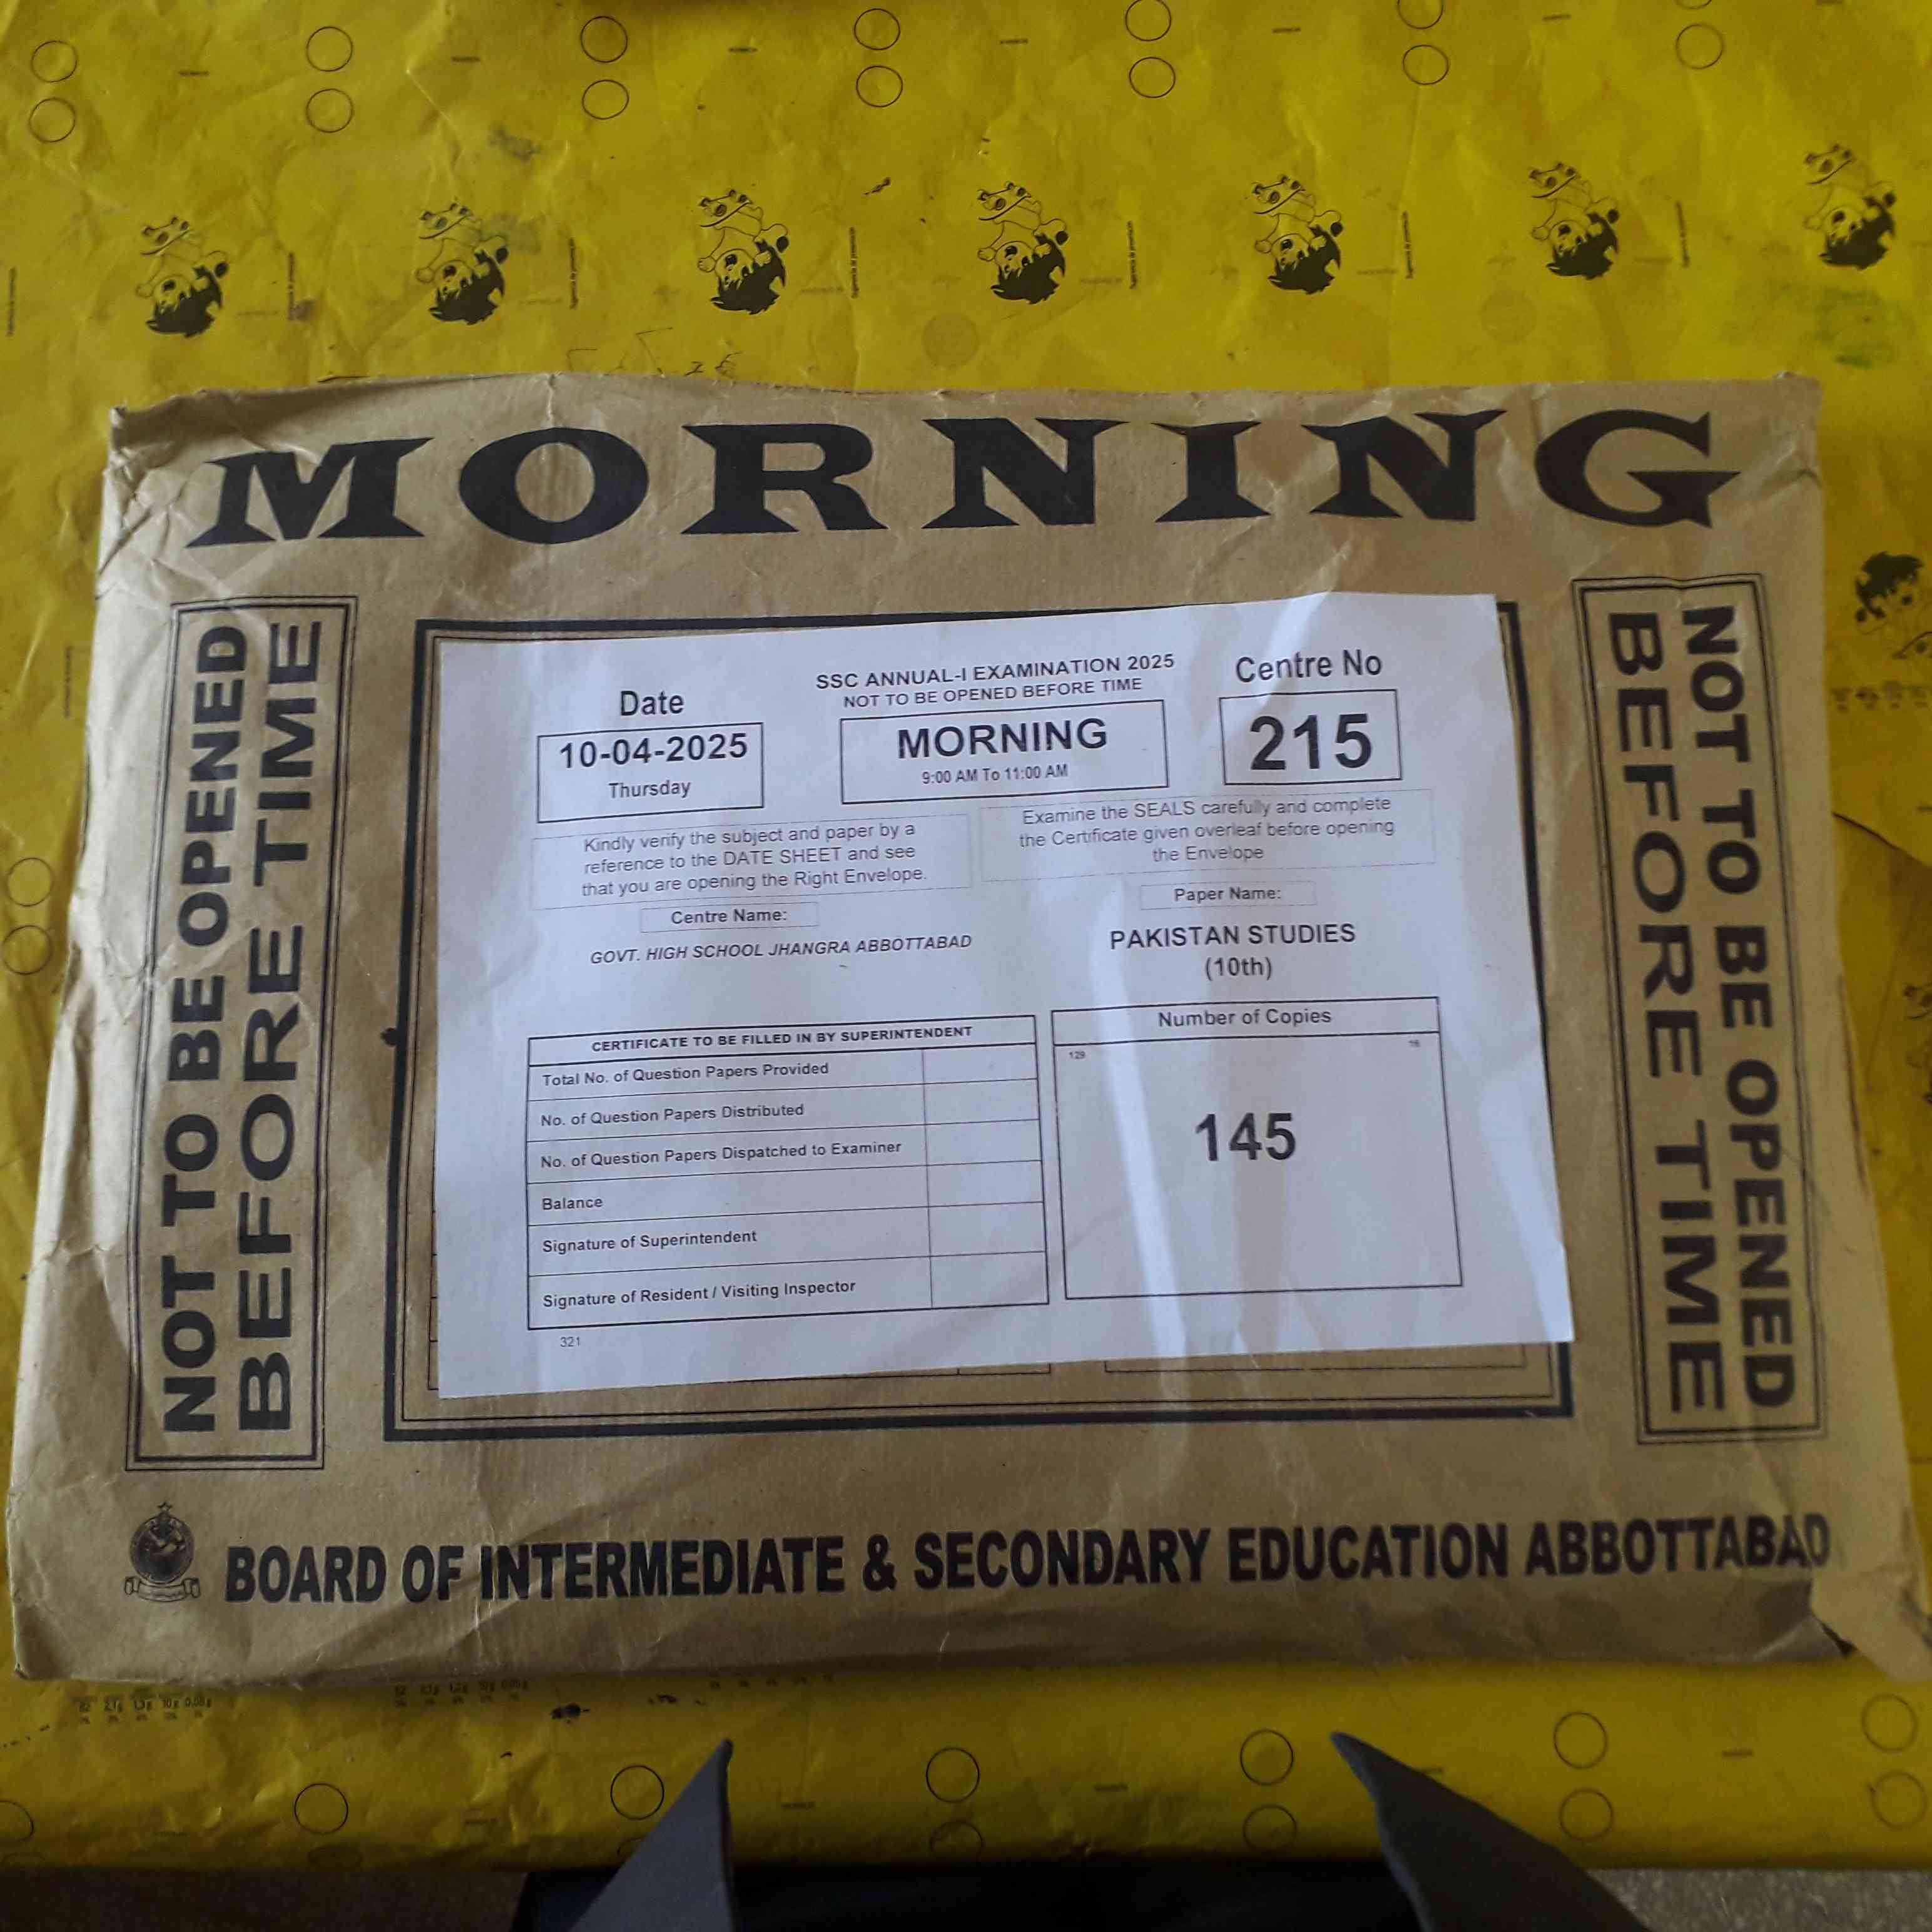 MORNING
NOT TO BE OPENED
BEFORE TIME
SSC ANNUAL-I EXAMINATION 2025
NOT TO BE OPENED BEFORE TIME
Date
10-04-2025
Thursday
MORNING
9:00 AM To 11:00 AM
Centre No
215
Kindly verify the subject and paper by a
reference to the DATE SHEET and see
that you are opening the Right Envelope.
Examine the SEALS carefully and complete
the Certificate given overleaf before opening
the Envelope
Centre Name:
GOVT. HIGH SCHOOL JHANGRA ABBOTTABAD
Paper Name:
PAKISTAN STUDIES
(10th)
CERTIFICATE TO BE FILLED IN BY SUPERINTENDENT
Total No. of Question Papers Provided
No. of Question Papers Distributed
No. of Question Papers Dispatched to Examiner
Balance
Signature of Superintendent
Signature of Resident / Visiting Inspector
321
Number of Copies
129
16
145
NOT TO BE OPENED
BEFORE TIME
BOARD OF INTERMEDIATE & SECONDARY EDUCATION ABBOTTABAD